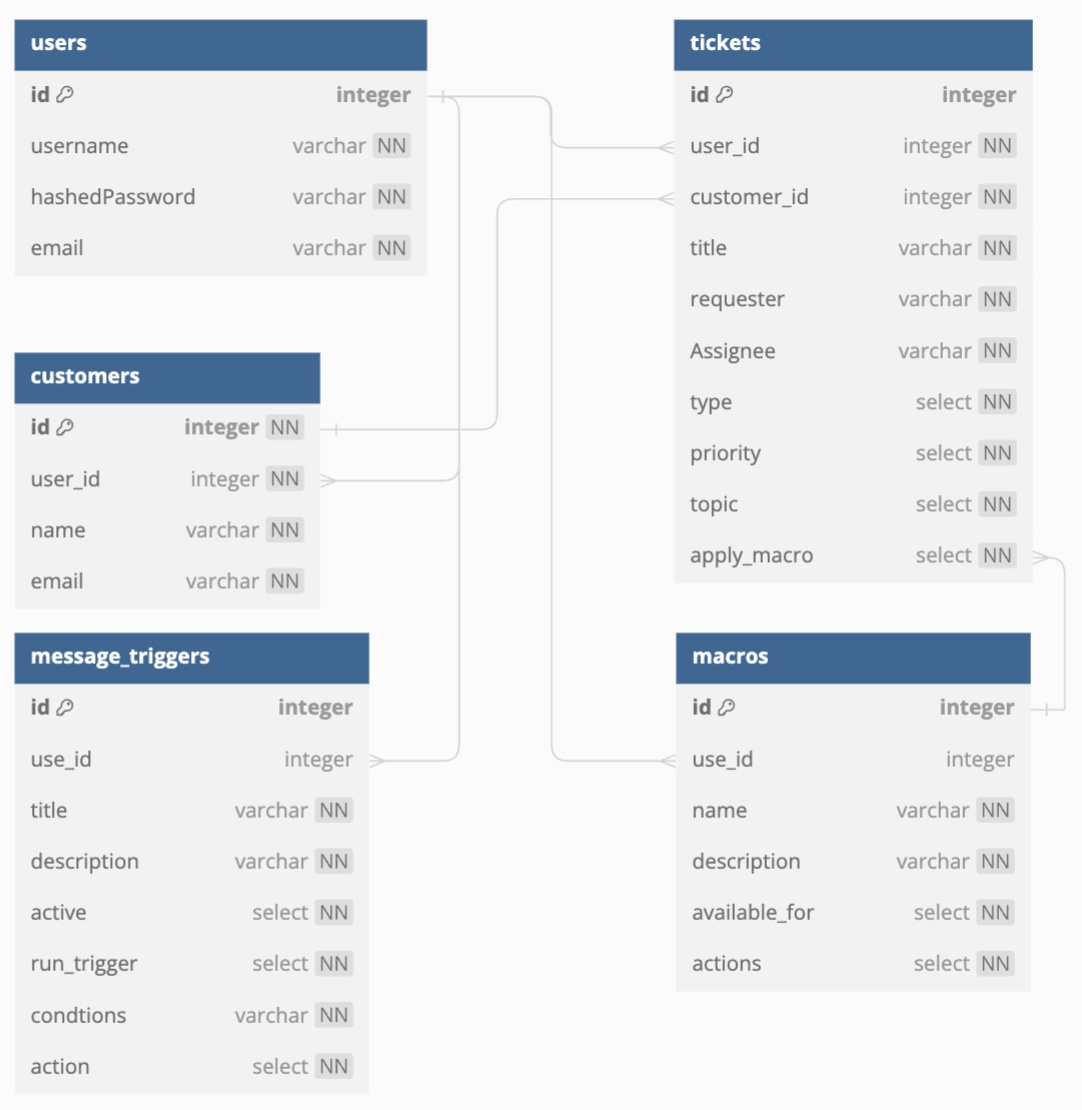 users
id integer
username varchar NN
hashedPassword varchar NN
email varchar NN
customers
id integer NN
user_id integer NN
name varchar NN
email varchar NN
message_triggers
id integer
use_id integer
title varchar NN
description varchar NN
active select NN
run_trigger select NN
condtions varchar NN
action select NN
tickets
id integer
user_id integer NN
customer_id integer NN
title varchar NN
requester varchar NN
Assignee varchar NN
type select NN
priority select NN
topic select NN
apply_macro select NN
macros
id integer
use_id integer
name varchar NN
description varchar NN
available_for select NN
actions select NN